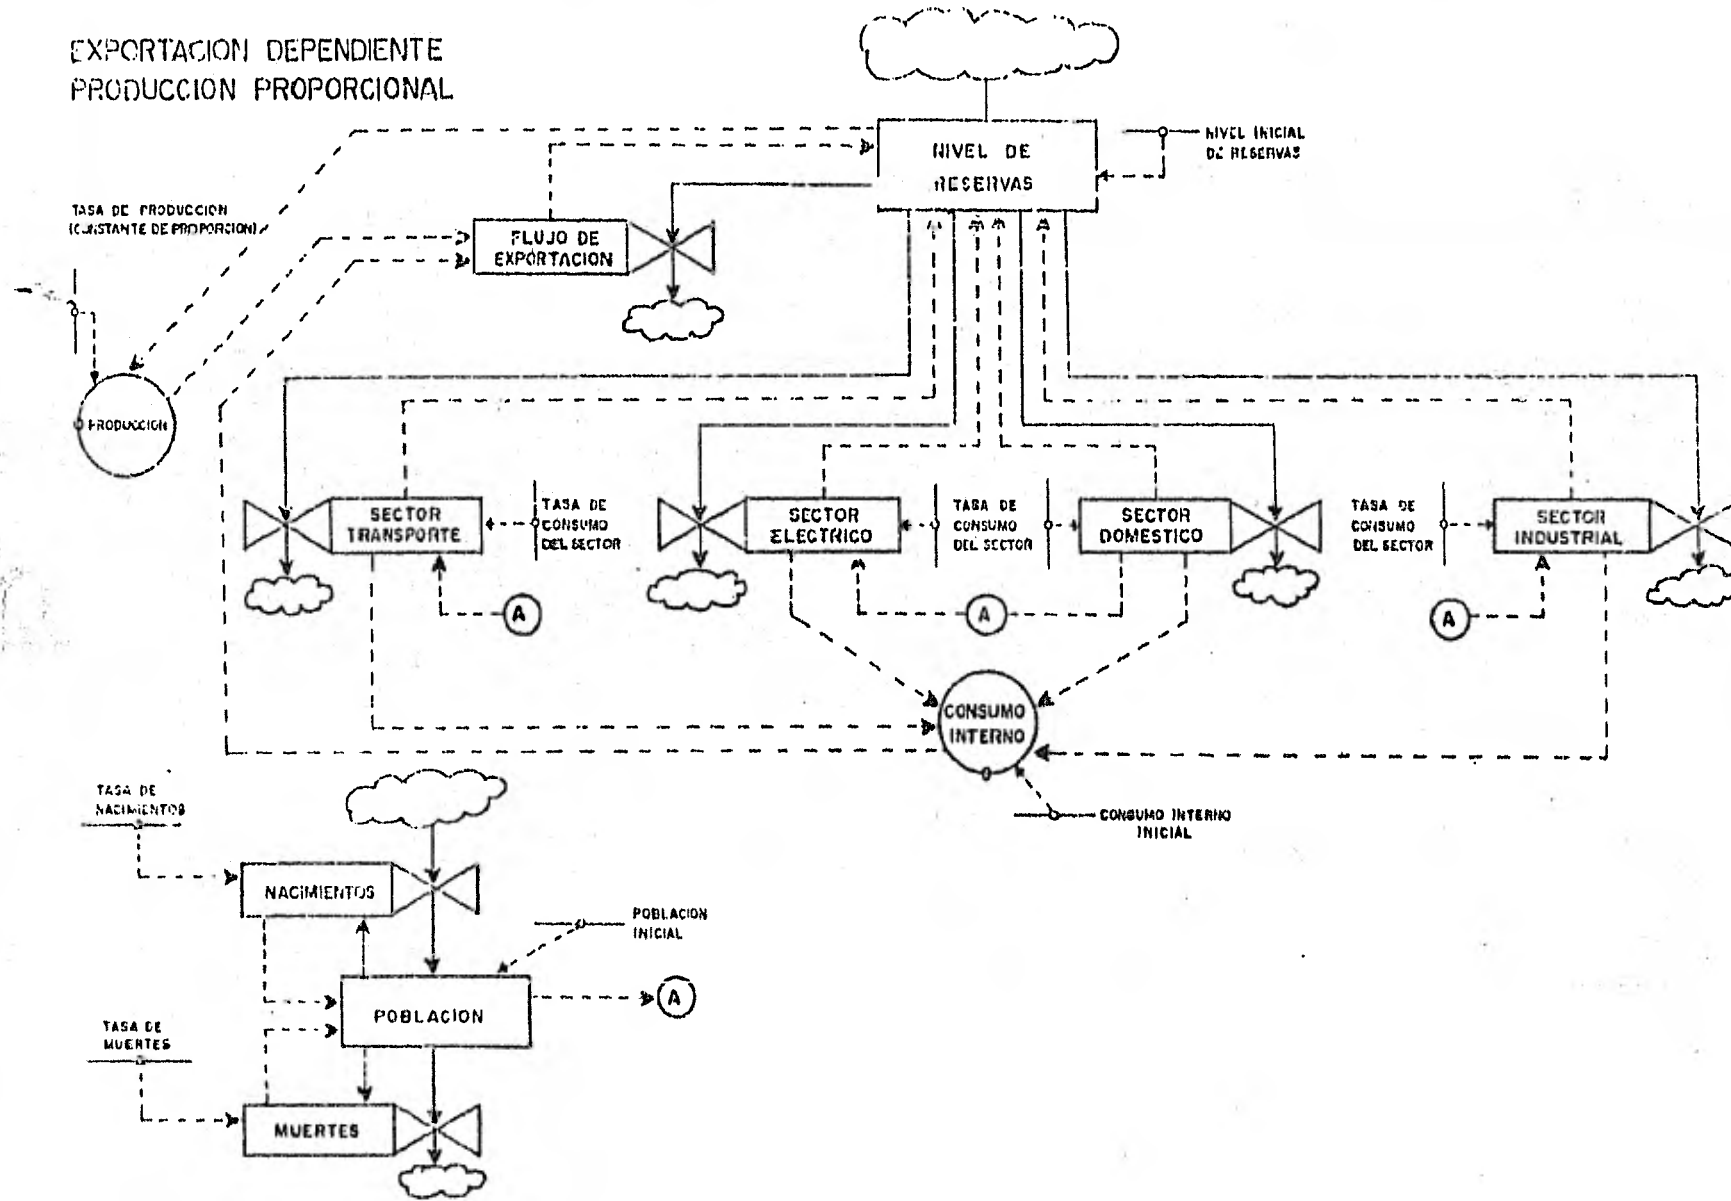 EXPORTACION DEPENDIENTE
PRODUCCION PROPORCIONAL
NIVEL DE
RESERVAS
NIVEL INICIAL
DE RESERVAS
TASA DE PRODUCCION
(CONSTANTE DE PROPORCION)
FLUJO DE
EXPORTACION
PRODUCCION
SECTOR
TRANSPORTE
TASA DE
CONSUMO
DEL SECTOR
SECTOR
ELECTRICO
TASA DE
CONSUMO
DEL SECTOR
SECTOR
DOMESTICO
TASA DE
CONSUMO
DEL SECTOR
SECTOR
INDUSTRIAL
A
A
A
CONSUMO
INTERNO
CONSUMO INTERNO
INICIAL
TASA DE
NACIMIENTOS
NACIMIENTOS
POBLACION
INICIAL
POBLACION
A
TASA DE
MUERTES
MUERTES